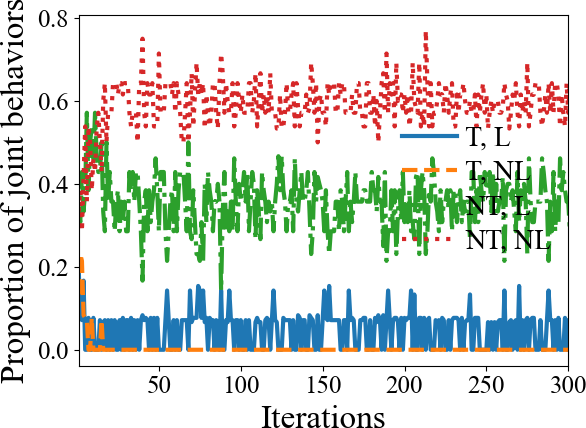 Proportion of joint behaviors
0.8
0.6
0.4
0.2
0.0
T, L
T, NL
NT, L
NT, NL
50
100
150
200
250
300
Iterations